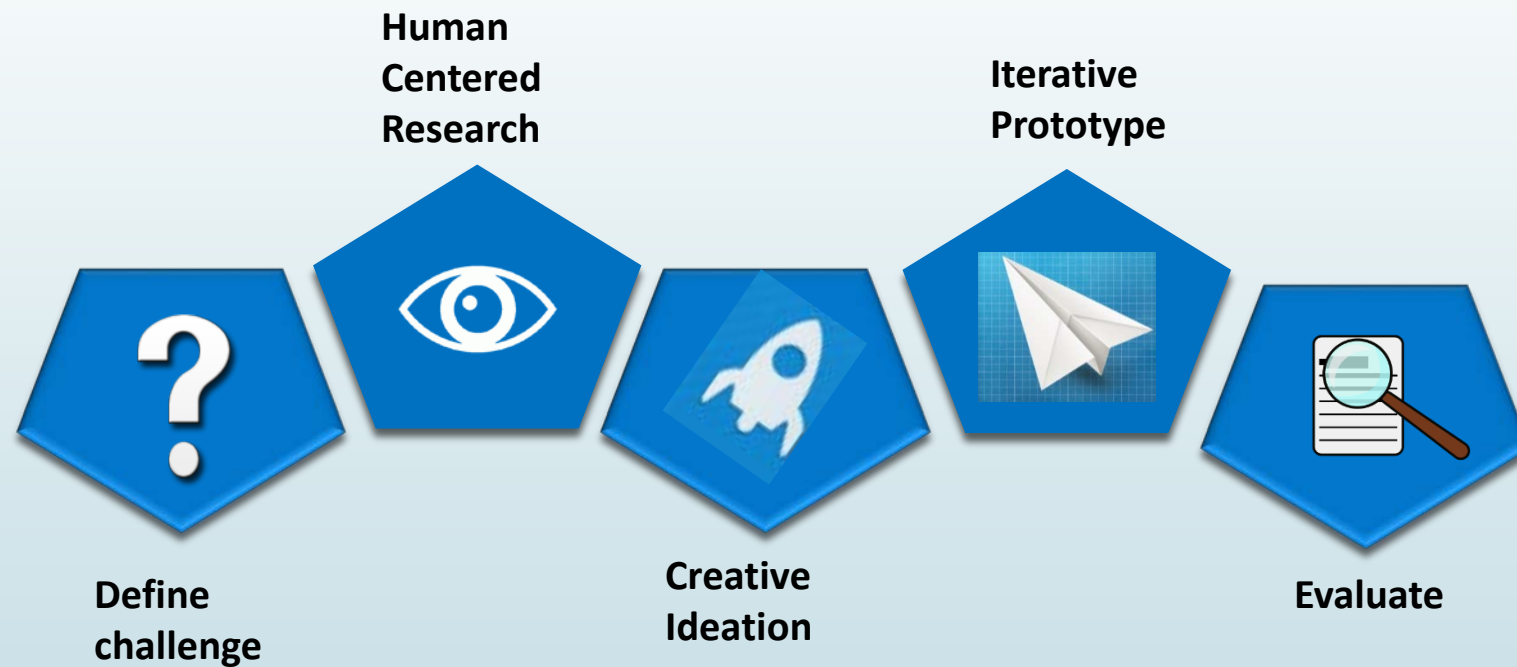 Human
Centered
Research
Iterative
Prototype
Define
challenge
Creative
Ideation
Evaluate
?